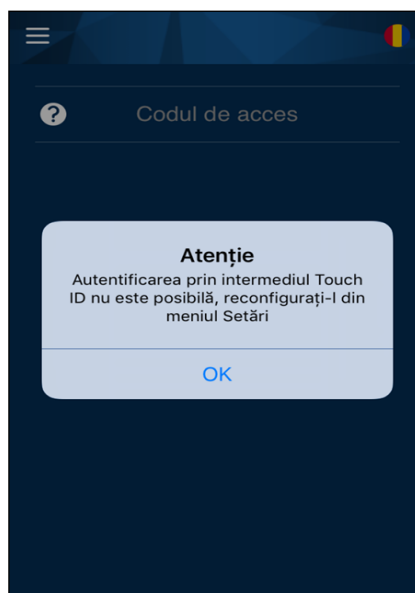 Codul de acces
Atenție
Autentificarea prin intermediul Touch
ID nu este posibilă, reconfigurați-l din
meniul Setări
OK